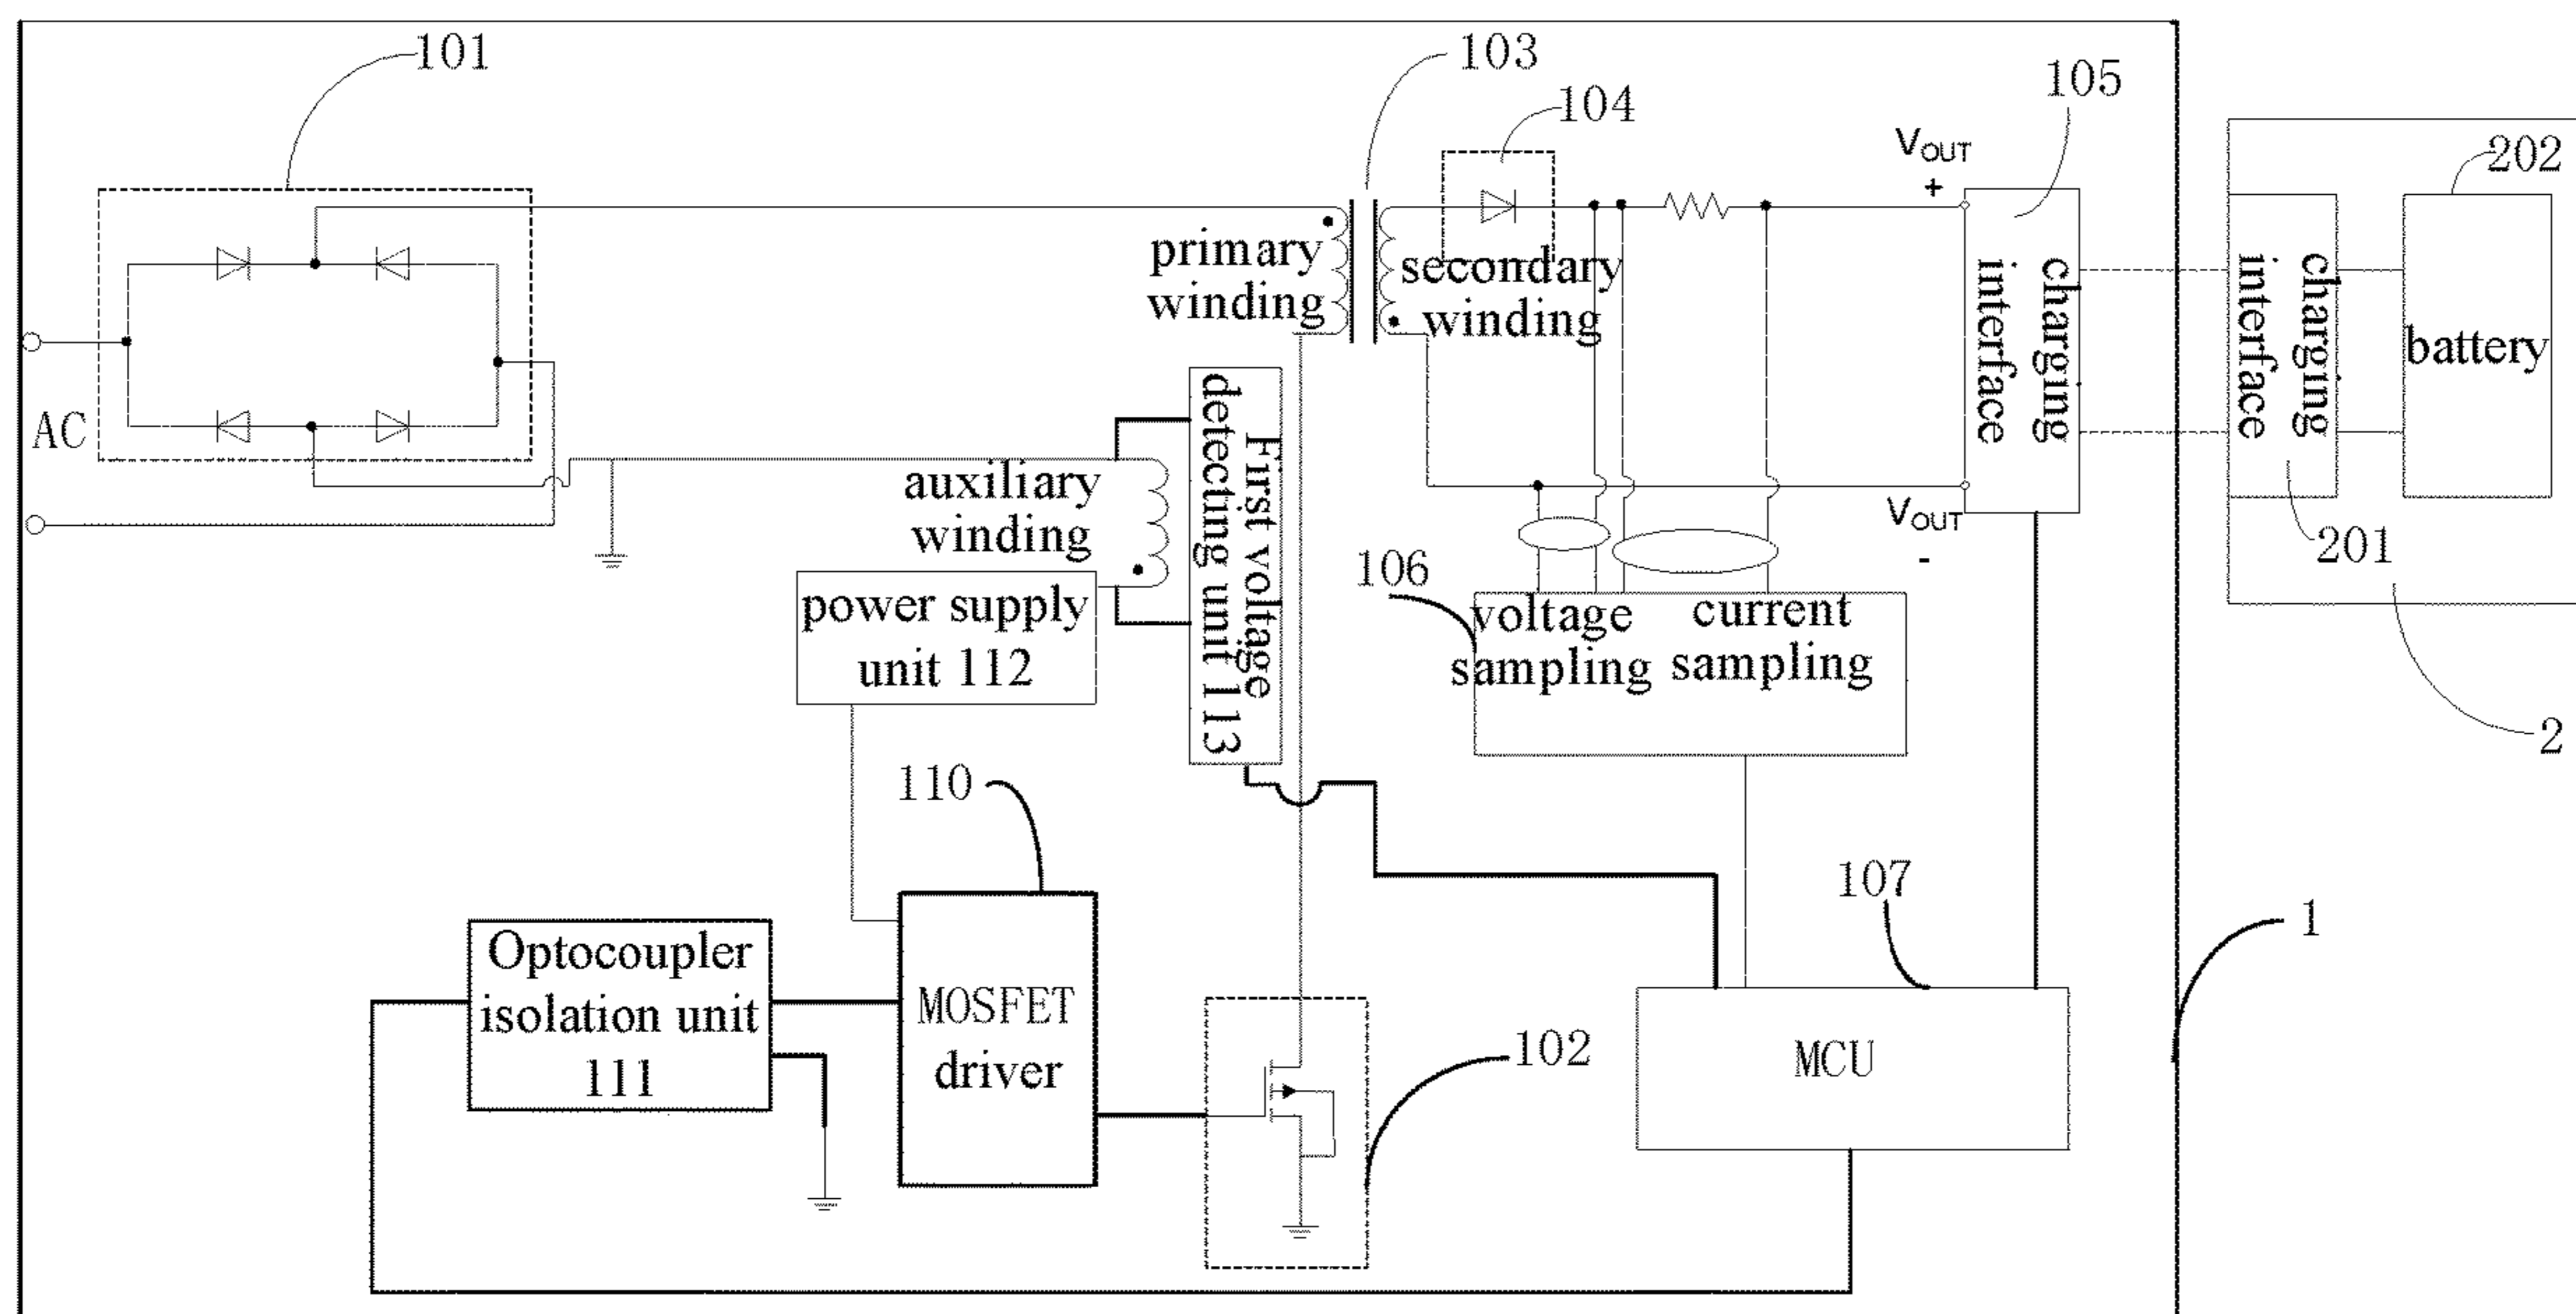 101
103
104
105
202
V_OUT
+
primary
winding
secondary
winding
charging
interface
charging
interface
battery
AC
First voltage
detecting unit 113
auxiliary
winding
V_OUT
-
201
106
power supply
unit 112
voltage
sampling
current
sampling
2
110
107
1
Optocoupler
isolation unit
111
MOSFET
driver
102
MCU